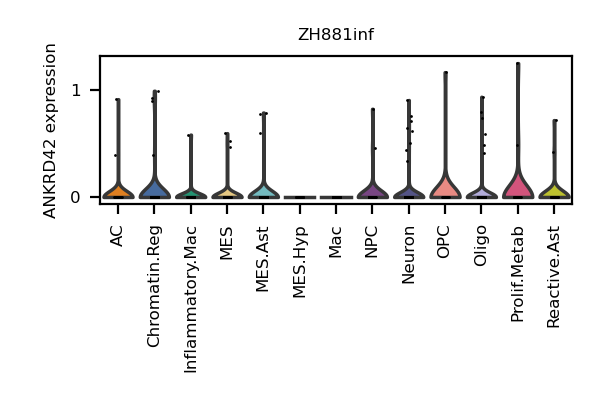 ZH881inf
ANKRD42 expression
1
0
AC
Chromatin.Reg
Inflammatory.Mac
MES
MES.Ast
MES.Hyp
Mac
NPC
Neuron
OPC
Oligo
Prolif.Metab
Reactive.Ast